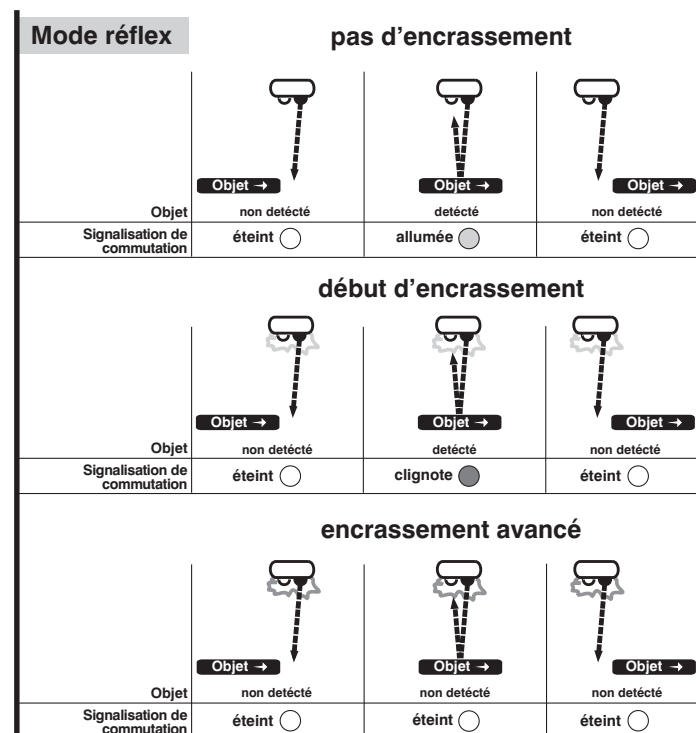 Mode réflex
pas d'encrassement
Objet → Objet → Objet →
Objet non detécté detécté non detécté
Signalisation de
commutation éteint allumée éteint
début d'encrassement
Objet → Objet → Objet →
Objet non detécté detécté non detécté
Signalisation de
commutation éteint clignote éteint
encrassement avancé
Objet → Objet → Objet →
Objet non detécté non detécté non detécté
Signalisation de
commutation éteint éteint éteint